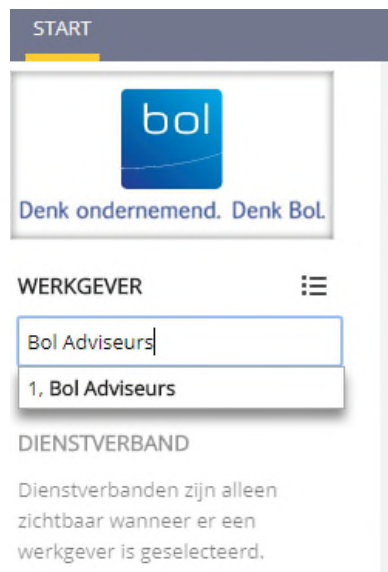 START
bol
Denk ondernemend. Denk Bol.
WERKGEVER
Bol Adviseurs
1, Bol Adviseurs
DIENSTVERBAND
Dienstverbanden zijn alleen
zichtbaar wanneer er een
werkgever is geselecteerd.